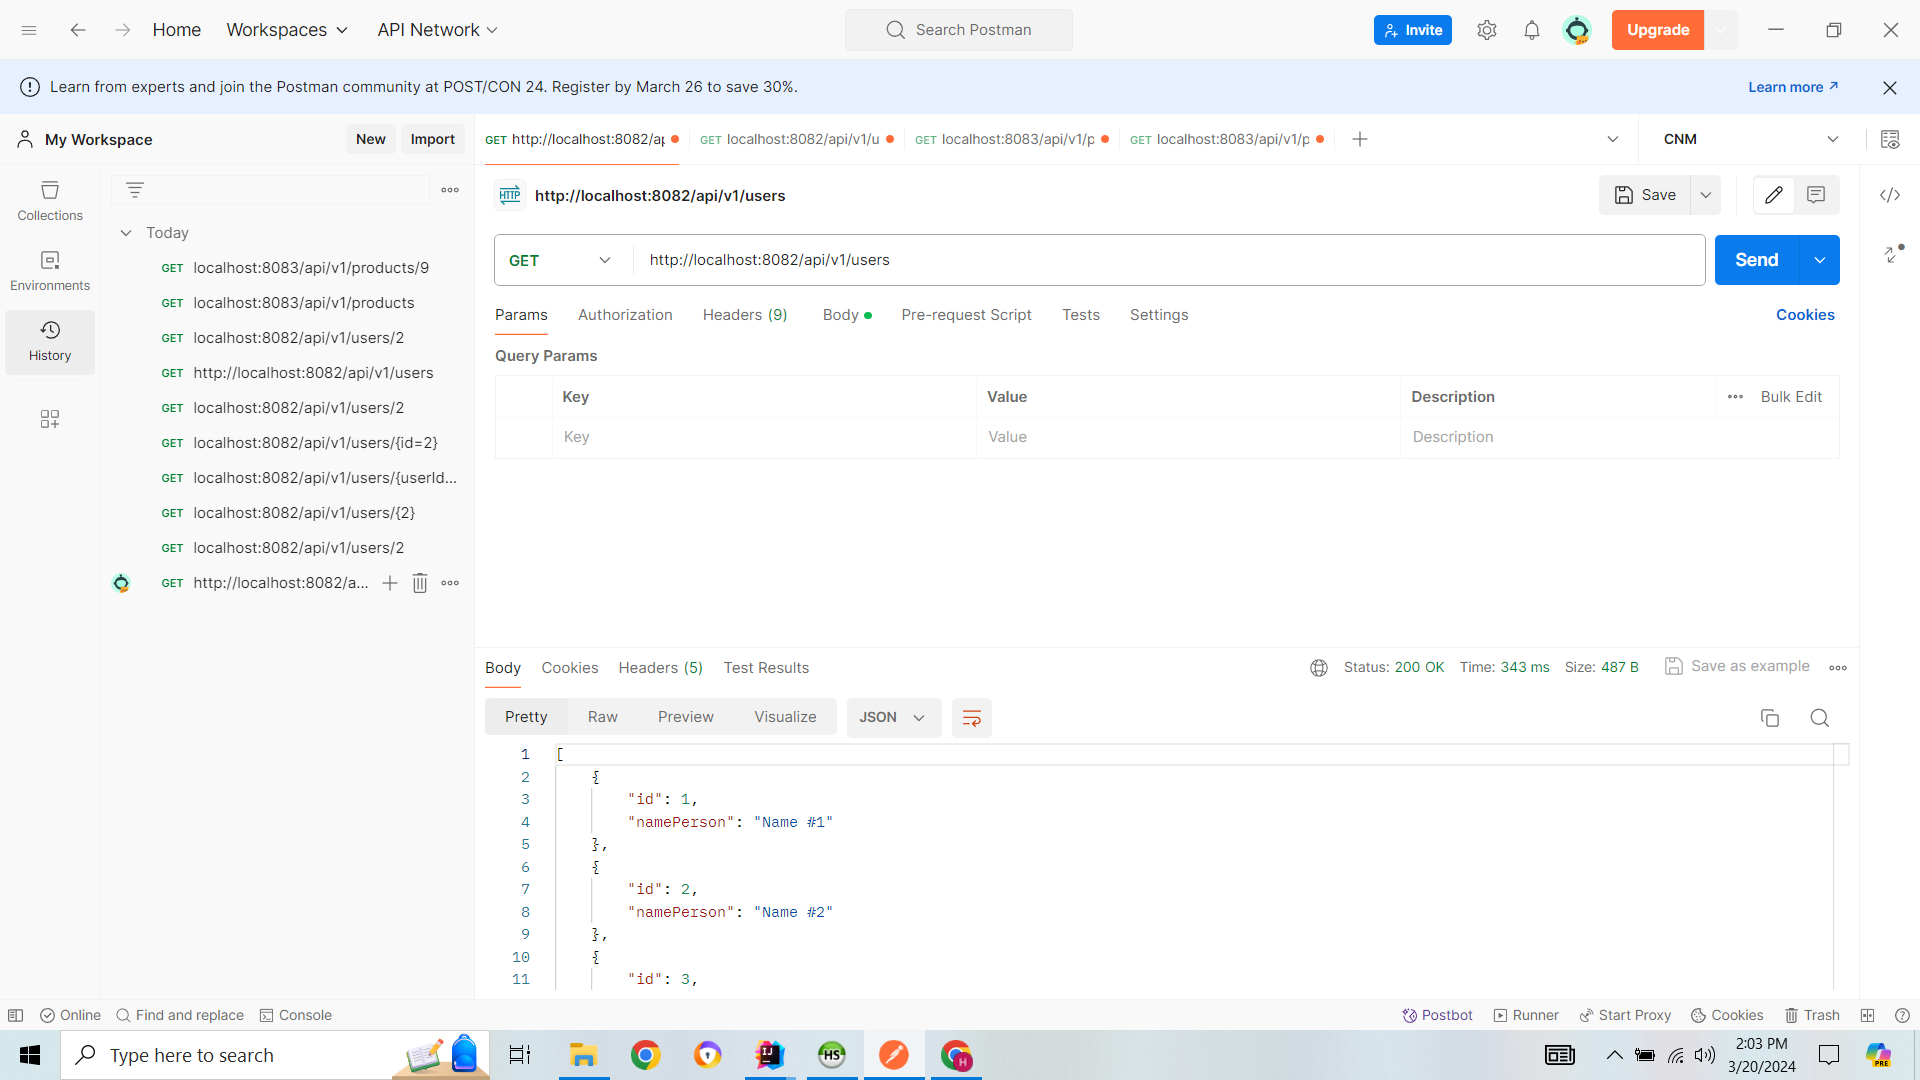 Home
Workspaces
API Network
Search Postman
Invite
Upgrade
Learn from experts and join the Postman community at POST/CON 24. Register by March 26 to save 30%.
Learn more
My Workspace
New
Import
GET http://localhost:8082/ap
GET localhost:8082/api/v1/u
GET localhost:8083/api/v1/p
GET localhost:8083/api/v1/p
CNM
Collections
Environments
History
Today
GET localhost:8083/api/v1/products/9
GET localhost:8083/api/v1/products
GET localhost:8082/api/v1/users/2
GET http://localhost:8082/api/v1/users
GET localhost:8082/api/v1/users/2
GET localhost:8082/api/v1/users/{id=2}
GET localhost:8082/api/v1/users/{userId...
GET localhost:8082/api/v1/users/{2}
GET localhost:8082/api/v1/users/2
GET http://localhost:8082/a...
HTTP http://localhost:8082/api/v1/users
Save
GET http://localhost:8082/api/v1/users
Send
Params Authorization Headers (9) Body Pre-request Script Tests Settings
Cookies
Query Params
Key Value Description Bulk Edit
Key Value Description
Body Cookies Headers (5) Test Results
Status: 200 OK Time: 343 ms Size: 487 B Save as example
Pretty Raw Preview Visualize JSON
1 [
2 {
3 "id": 1,
4 "namePerson": "Name #1"
5 },
6 {
7 "id": 2,
8 "namePerson": "Name #2"
9 },
10 {
11 "id": 3,
Online Find and replace Console
Postbot Runner Start Proxy Cookies Trash
Type here to search
IJ
HS
H
2:03 PM
3/20/2024
PRE